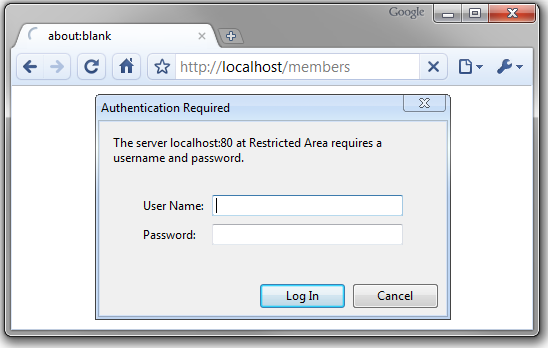 Google
about:blank
http://localhost/members
Authentication Required
The server localhost:80 at Restricted Area requires a
username and password.
User Name:
Password:
Log In Cancel